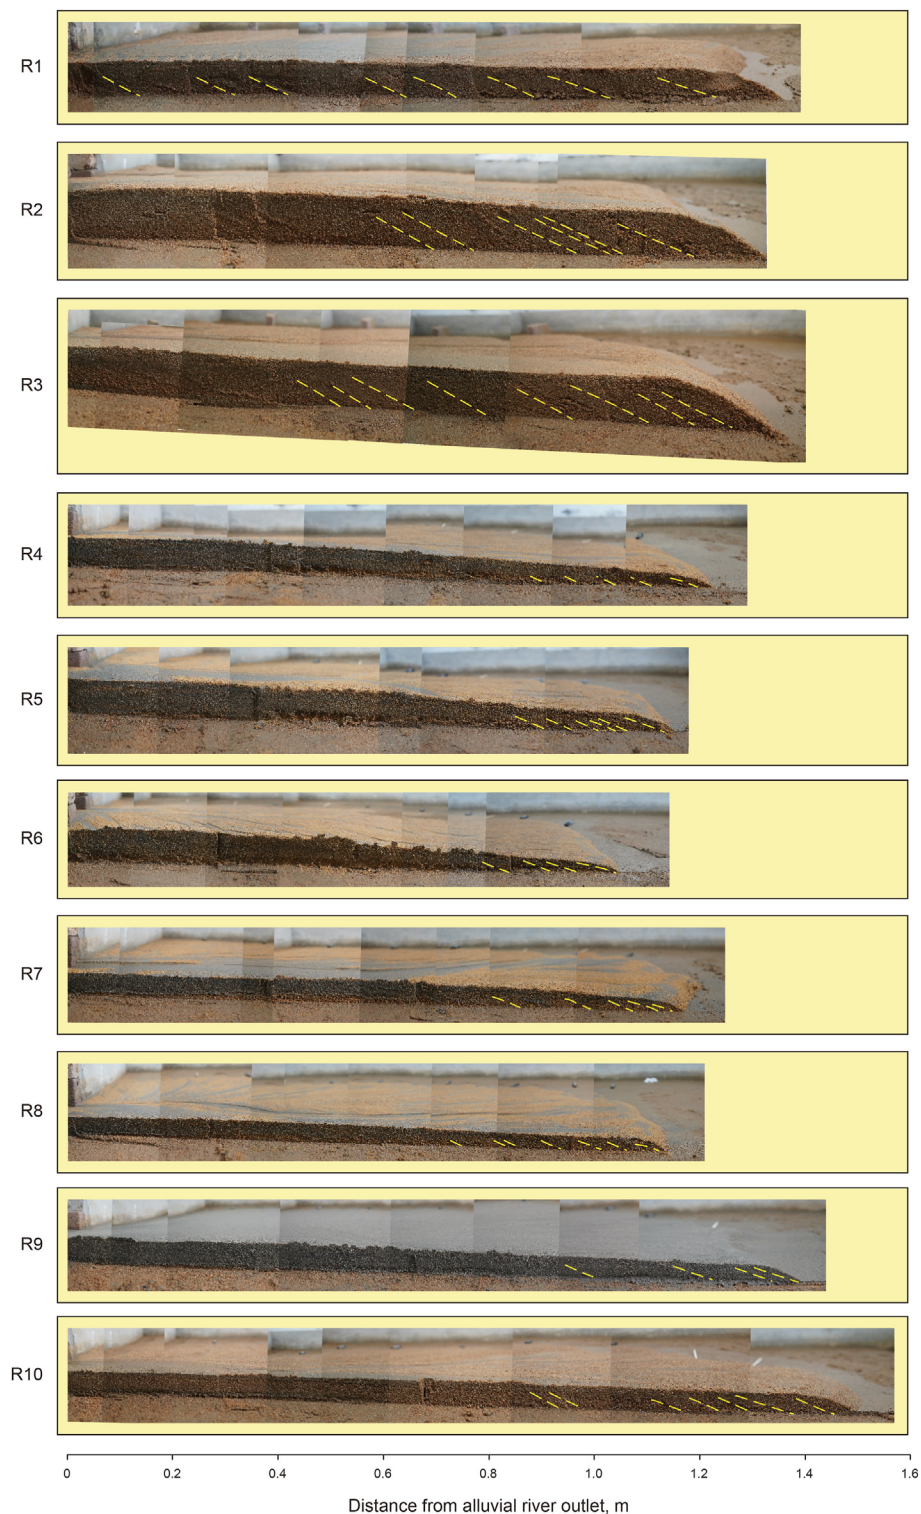 R1
R2
R3
R4
R5
R6
R7
R8
R9
R10
0 0.2 0.4 0.6 0.8 1.0 1.2 1.4 1.6
Distance from alluvial river outlet, m